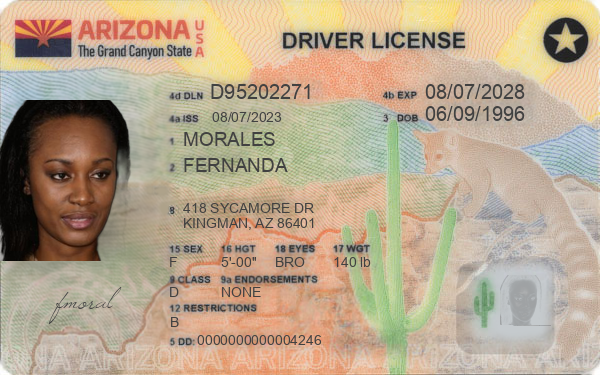 ARIZONA USA
The Grand Canyon State
DRIVER LICENSE
4d DLN D95202271
4b EXP 08/07/2028
4a ISS 08/07/2023
3 DOB 06/09/1996
1 MORALES
2 FERNANDA
8 418 SYCAMORE DR
KINGMAN, AZ 86401
15 SEX 16 HGT 18 EYES 17 WGT
F 5'-00" BRO 140 lb
9 CLASS 9a ENDORSEMENTS
D NONE
12 RESTRICTIONS
B
fmoral
5 DD: 0000000000004246
ONA ARIZONA ARIZONA ARIZONA ARIZONA ARIZ